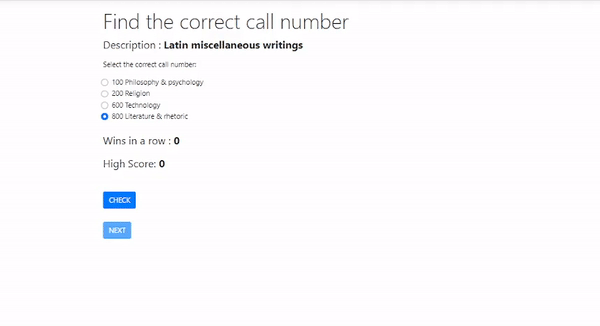 Find the correct call number
Description : Latin miscellaneous writings
Select the correct call number:
100 Philosophy & psychology
200 Religion
600 Technology
800 Literature & rhetoric
Wins in a row : 0
High Score: 0
CHECK
NEXT